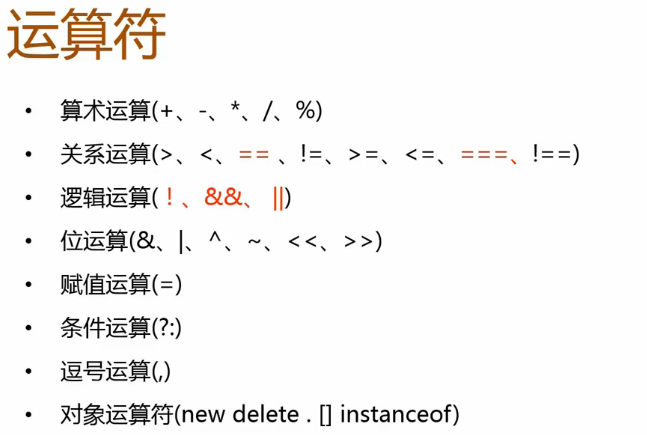 运算符
• 算术运算(+、-、*、/、%)
• 关系运算(>、<、== 、!=、>=、<=、===、!==)
• 逻辑运算( ! 、&&、 ||)
• 位运算(&、|、^、~、<<、>>)
• 赋值运算(=)
• 条件运算(?:)
• 逗号运算(,)
• 对象运算符(new delete . [] instanceof)